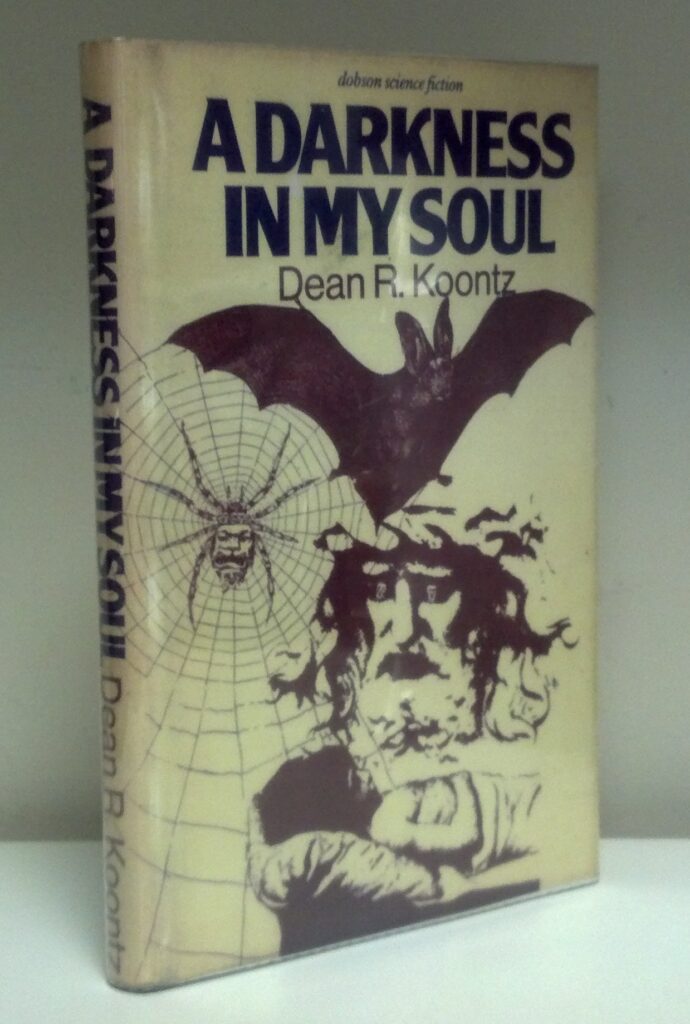 dobson science fiction
A DARKNESS
IN MY SOUL
Dean R. Koontz
A DARKNESS IN MY SOUL Dean R. Koontz